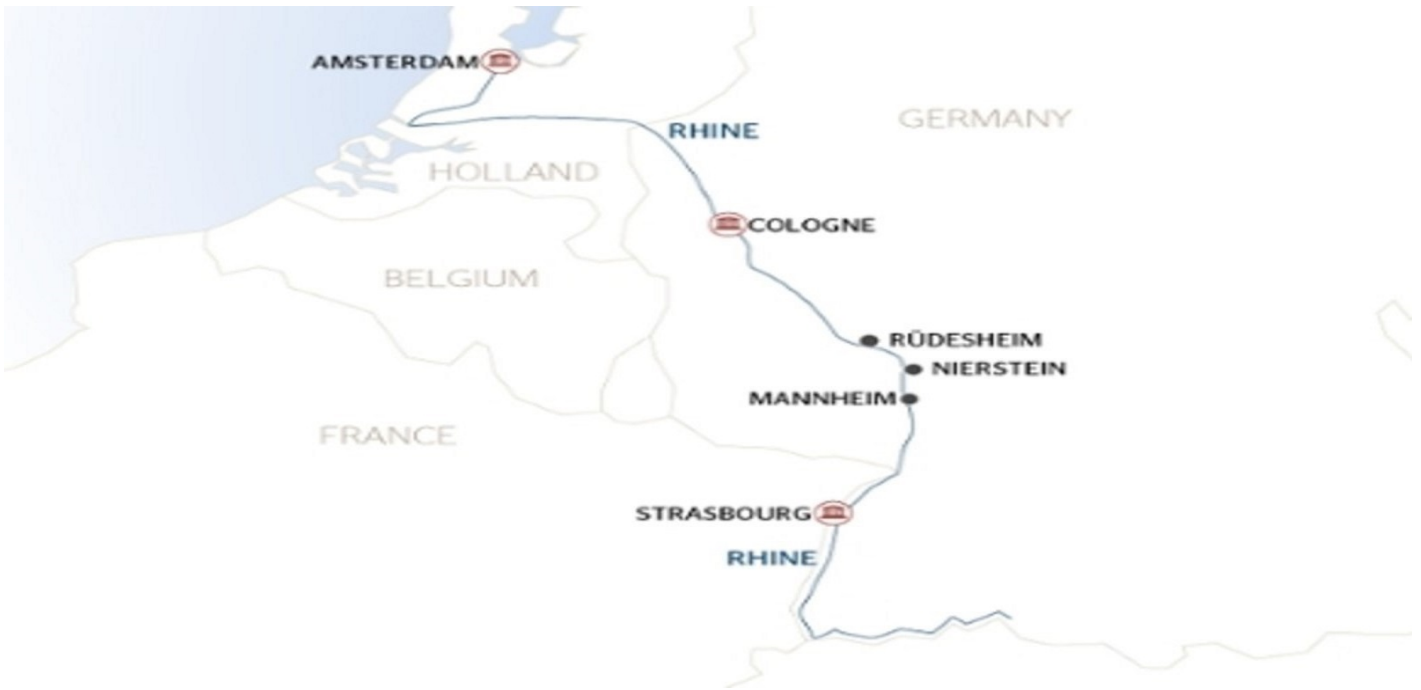 AMSTERDAM
GERMANY
RHINE
HOLLAND
COLOGNE
BELGIUM
RÜDESHEIM
NIERSTEIN
MANNHEIM
FRANCE
STRASBOURG
RHINE